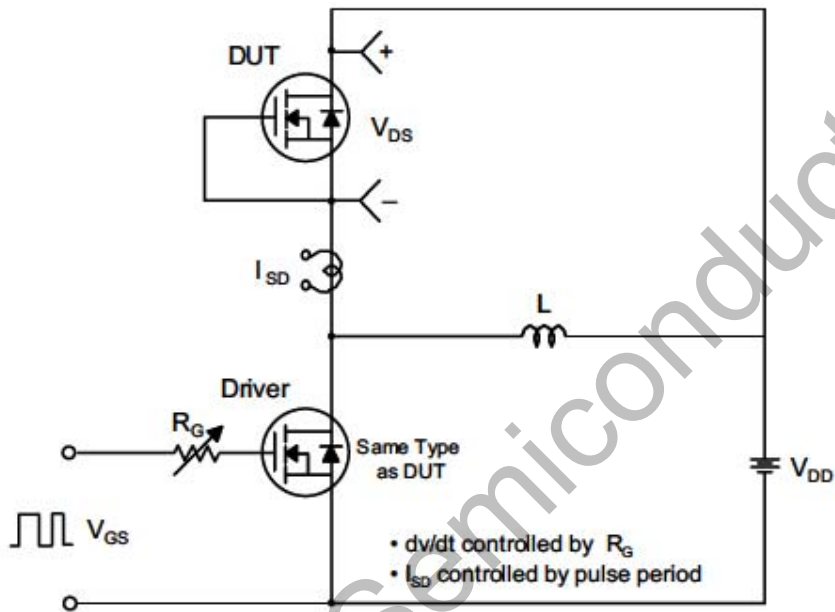 DUT
+
V_DS
–
I_SD
L
Driver
R_G
Same Type
as DUT
V_DD
V_GS
• dv/dt controlled by R_G
• I_SD controlled by pulse period
Semiconduct